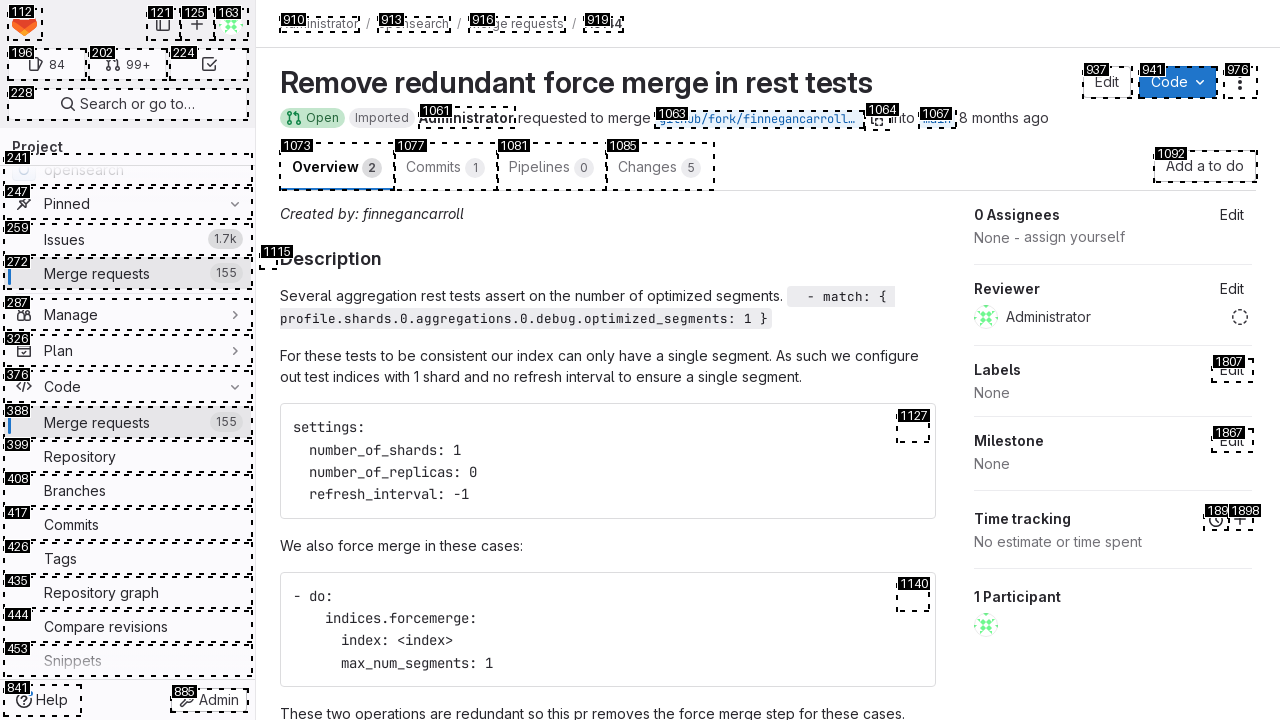 112
121
125
163
196
84
202
99+
224
228
Search or go to…
Project
241
opensearch
247
Pinned
259
Issues
1.7k
272
Merge requests
155
287
Manage
326
Plan
376
Code
388
Merge requests
155
399
Repository
408
Branches
417
Commits
426
Tags
435
Repository graph
444
Compare revisions
453
Snippets
841
Help
885
Admin
910
913
916
919
/ opensearch / Merge requests /
Remove redundant force merge in rest tests
937
Edit
941
Code
976
Open
Imported
1061
Administrator requested to merge
1063
github/fork/finnegancarroll…
1064
into
1067
main
8 months ago
1073
Overview 2
1077
Commits 1
1081
Pipelines 0
1085
Changes 5
1092
Add a to do
Created by: finnegancarroll
1115
Description
Several aggregation rest tests assert on the number of optimized segments. - match: {
profile.shards.0.aggregations.0.debug.optimized_segments: 1 }
For these tests to be consistent our index can only have a single segment. As such we configure
out test indices with 1 shard and no refresh interval to ensure a single segment.
1127
settings:
number_of_shards: 1
number_of_replicas: 0
refresh_interval: -1
We also force merge in these cases:
1140
- do:
indices.forcemerge:
index: <index>
max_num_segments: 1
These two operations are redundant so this pr removes the force merge step for these cases.
0 Assignees
Edit
None - assign yourself
Reviewer
Edit
Administrator
Labels
1807
Edit
None
Milestone
1867
Edit
None
Time tracking
189
1898
No estimate or time spent
1 Participant